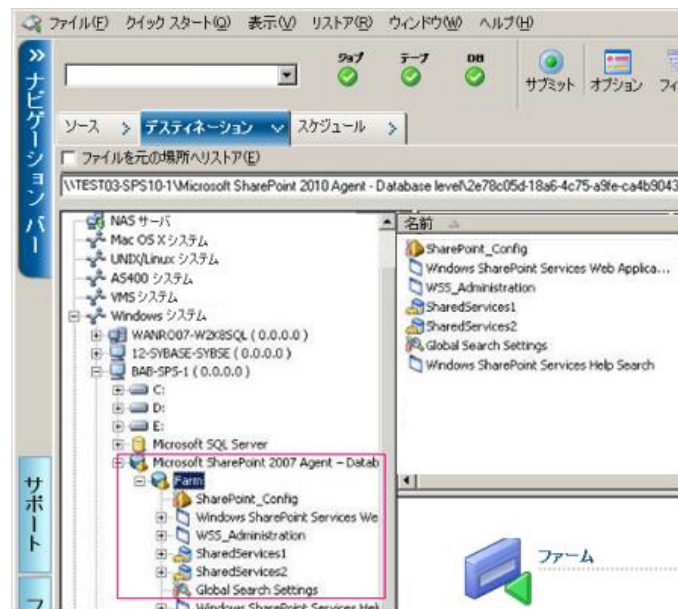 ファイル(F) クイック スタート(Q) 表示(V) リストア(R) ウィンドウ(W) ヘルプ(H)
ジョブ テープ DB
サブミット オプション
ナビゲーション バー
ソース > デスティネーション スケジュール >
ファイルを元の場所へリストア(E)
\\TEST03-SPS10-1\Microsoft SharePoint 2010 Agent - Database level\2e78c05d-18a6-4c75-a9fe-ca4b9043
NAS サーバ
Mac OS X システム
UNIX/Linux システム
AS400 システム
VMS システム
Windows システム
WANRO07-W2K8SQL ( 0.0.0.0 )
12-SYBASE-SYBSE ( 0.0.0.0 )
BAB-SPS-1 ( 0.0.0.0 )
C:
D:
E:
Microsoft SQL Server
Microsoft SharePoint 2007 Agent – Datab
Farm
SharePoint_Config
Windows SharePoint Services We
WSS_Administration
SharedServices1
SharedServices2
Global Search Settings
Windows SharePoint Services Hel
名前
SharePoint_Config
Windows SharePoint Services Web Applica...
WSS_Administration
SharedServices1
SharedServices2
Global Search Settings
Windows SharePoint Services Help Search
サポート
ファーム